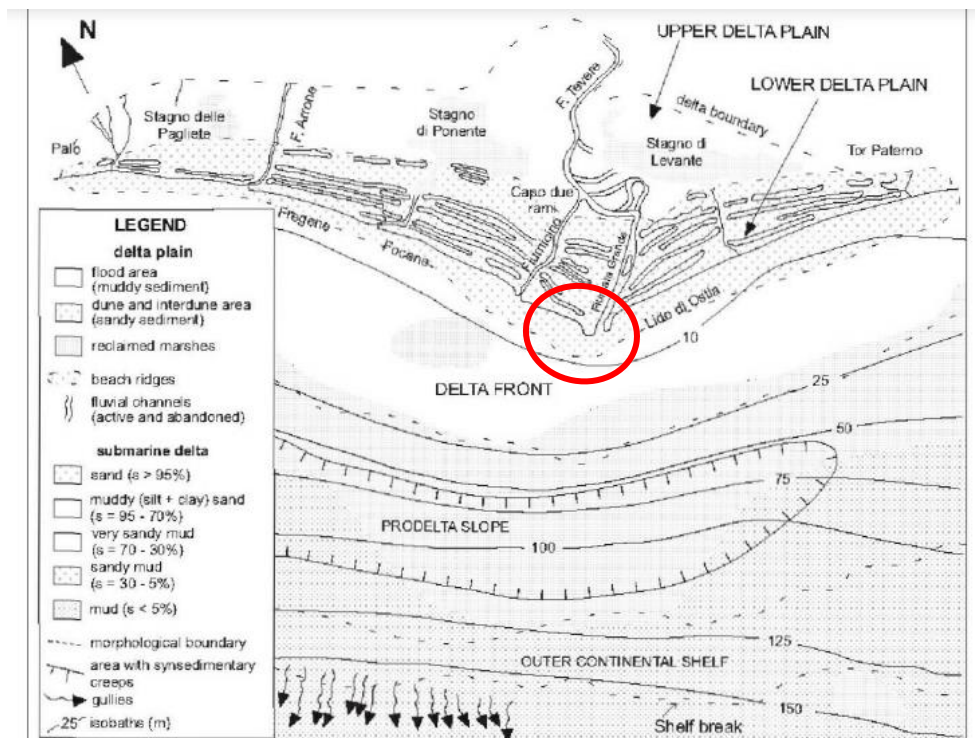 N
UPPER DELTA PLAIN
F. Tevere
LOWER DELTA PLAIN
delta boundary
Stagno delle
Pagliete
F. Arrone
Stagno
di Ponente
Stagno di
Levante
Tor Paterno
Palo
Capo due
rami
Fregene
Focene
Fiumicino
Fiumara Grande
Lido di Ostia
10
DELTA FRONT
25
50
75
PRODELTA SLOPE
100
125
OUTER CONTINENTAL SHELF
150
Shelf break
LEGEND
delta plain
flood area
(muddy sediment)
dune and interdune area
(sandy sediment)
reclaimed marshes
beach ridges
fluvial channels
(active and abandoned)
submarine delta
sand (s > 95%)
muddy (silt + clay) sand
(s = 95 - 70%)
very sandy mud
(s = 70 - 30%)
sandy mud
(s = 30 - 5%)
mud (s < 5%)
morphological boundary
area with synsedimentary
creeps
gullies
25 isobaths (m)